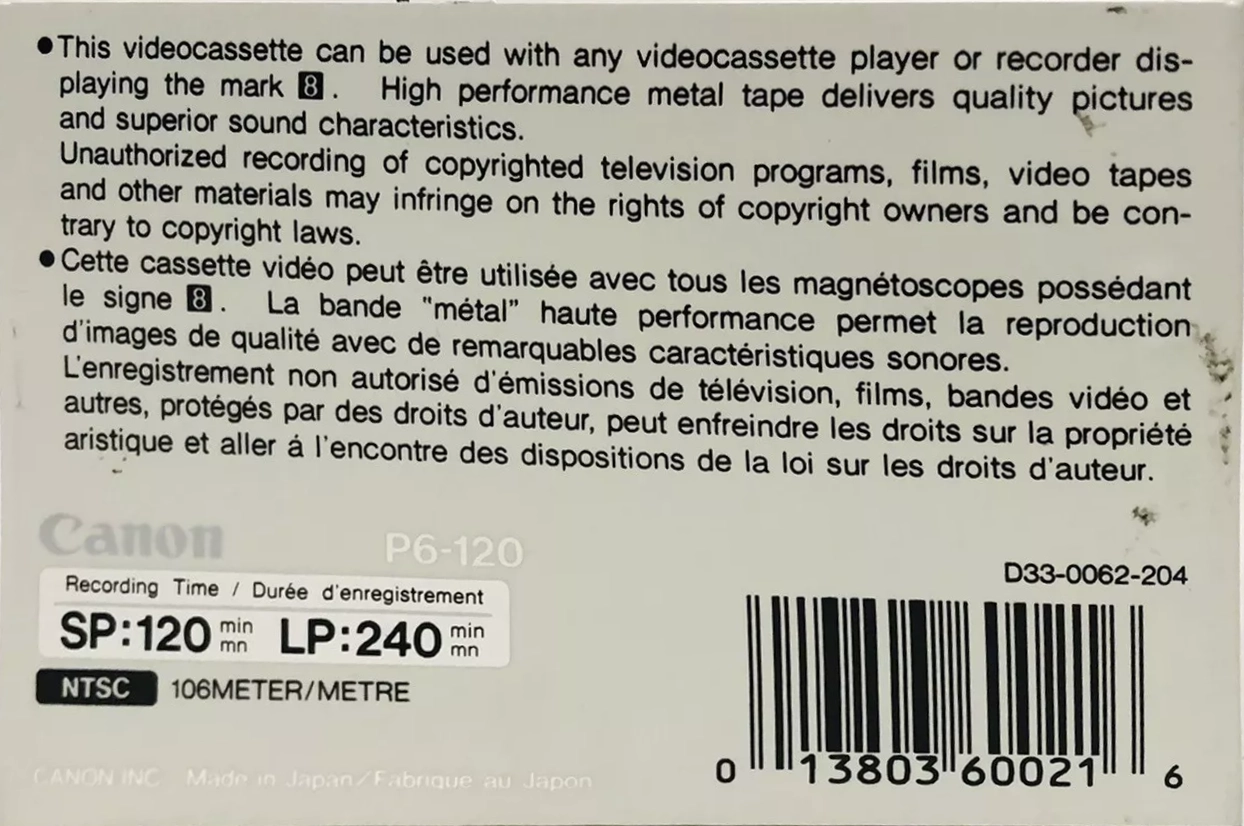 ●This videocassette can be used with any videocassette player or recorder dis-
playing the mark 8. High performance metal tape delivers quality pictures
and superior sound characteristics.
Unauthorized recording of copyrighted television programs, films, video tapes
and other materials may infringe on the rights of copyright owners and be con-
trary to copyright laws.
●Cette cassette vidéo peut être utilisée avec tous les magnétoscopes possédant
le signe 8. La bande "métal" haute performance permet la reproduction
d'images de qualité avec de remarquables caractéristiques sonores.
L'enregistrement non autorisé d'émissions de télévision, films, bandes vidéo et
autres, protégés par des droits d'auteur, peut enfreindre les droits sur la propriété
aristique et aller á l'encontre des dispositions de la loi sur les droits d'auteur.
Canon P6-120
Recording Time / Durée d'enregistrement
SP:120 min mn LP:240 min mn
NTSC 106METER/METRE
CANON INC. Made in Japan/Fabrique au Japon
D33-0062-204
0 13803 60021 6